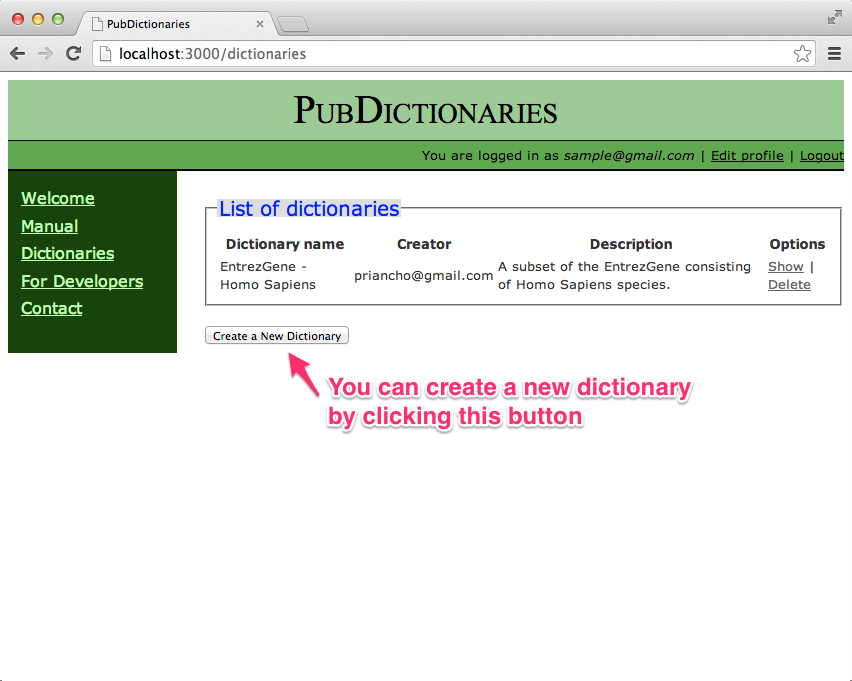 PubDictionaries
localhost:3000/dictionaries
PUBDICTIONARIES
You are logged in as sample@gmail.com | Edit profile | Logout
Welcome
Manual
Dictionaries
For Developers
Contact
List of dictionaries
Dictionary name Creator Description Options
EntrezGene -
Homo Sapiens
priancho@gmail.com
A subset of the EntrezGene consisting
of Homo Sapiens species.
Show |
Delete
Create a New Dictionary
You can create a new dictionary
by clicking this button